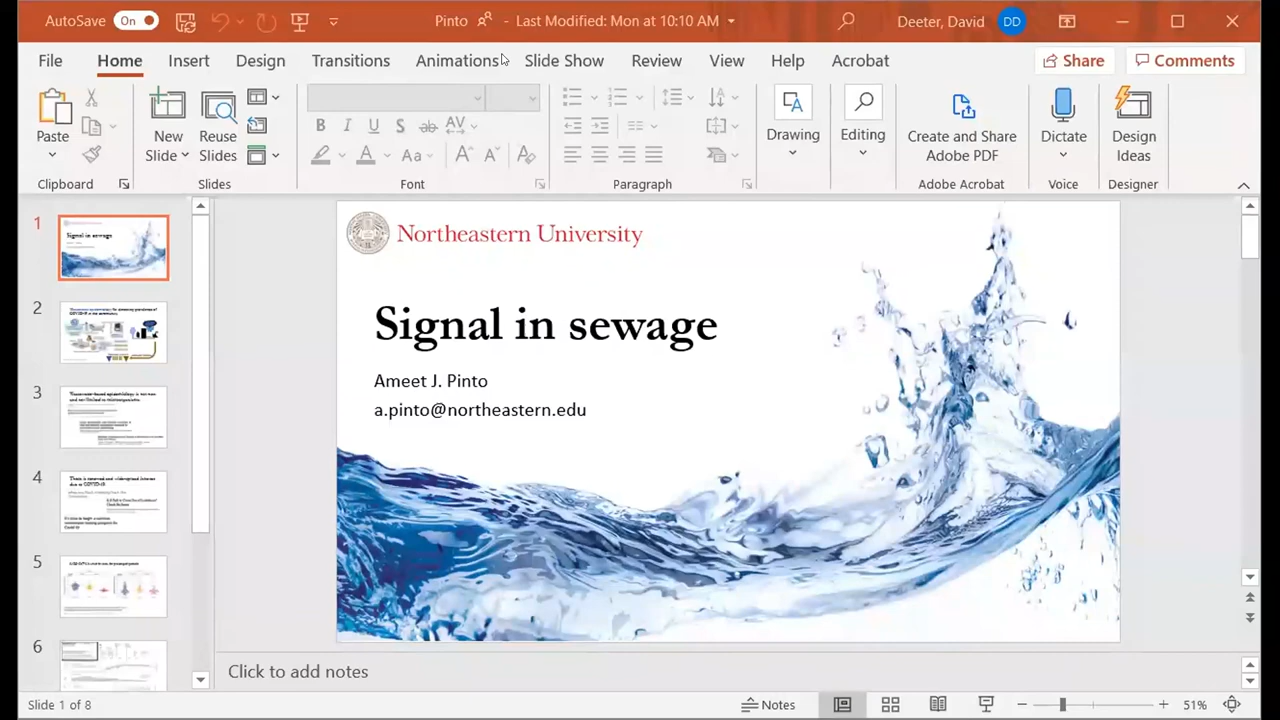 AutoSave On Pinto - Last Modified: Mon at 10:10 AM Deeter, David DD
File Home Insert Design Transitions Animations Slide Show Review View Help Acrobat Share Comments
Paste New Slide Reuse Slides Drawing Editing Create and Share Adobe PDF Dictate Design Ideas
Clipboard Slides Font Paragraph Adobe Acrobat Voice Designer
1
Signal in sewage
2
3
4
5
6
Northeastern University
Signal in sewage
Ameet J. Pinto
a.pinto@northeastern.edu
Click to add notes
Slide 1 of 8 Notes 51%